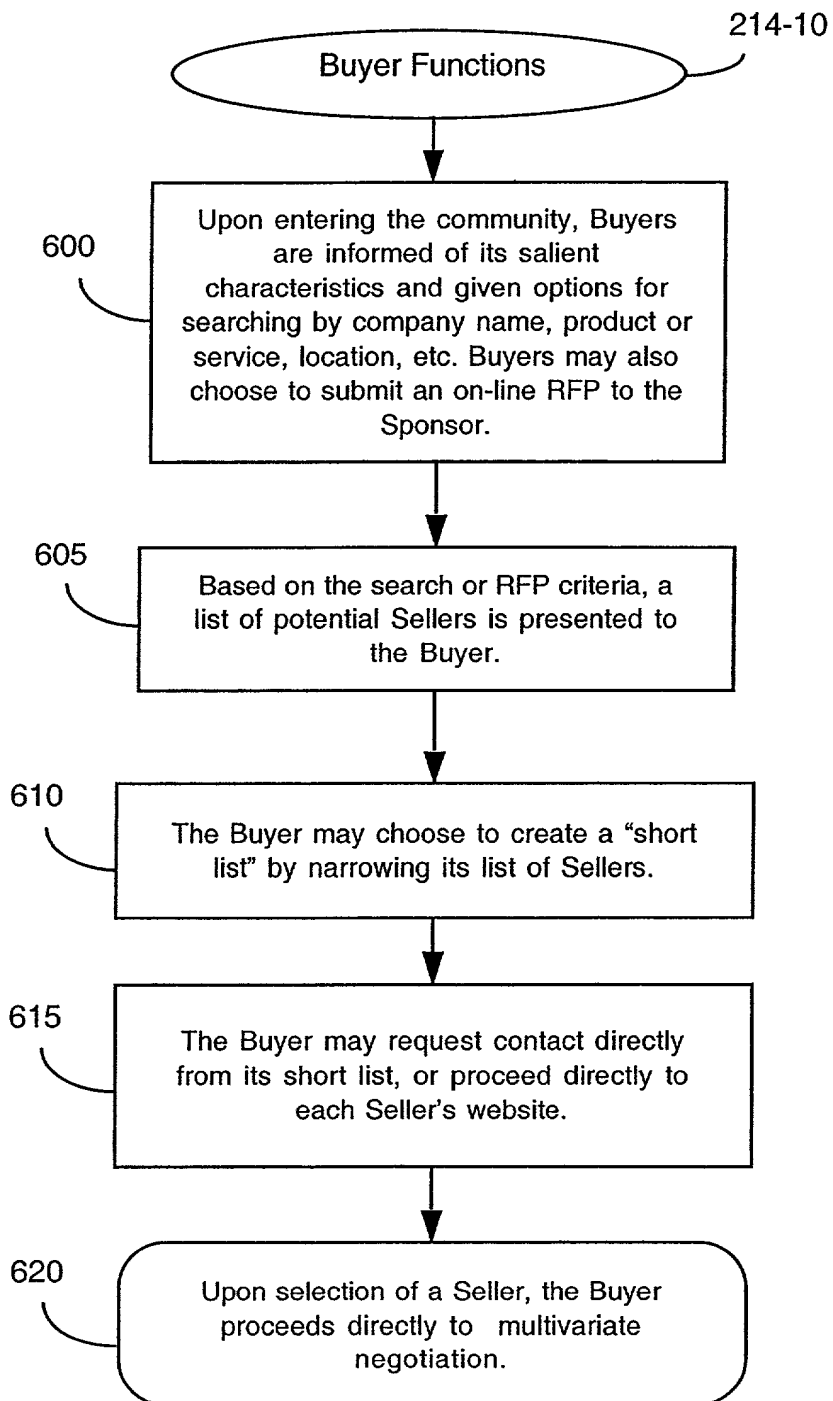 214-10
Buyer Functions
600
Upon entering the community, Buyers
are informed of its salient
characteristics and given options for
searching by company name, product or
service, location, etc. Buyers may also
choose to submit an on-line RFP to the
Sponsor.
605
Based on the search or RFP criteria, a
list of potential Sellers is presented to
the Buyer.
610
The Buyer may choose to create a “short
list” by narrowing its list of Sellers.
615
The Buyer may request contact directly
from its short list, or proceed directly to
each Seller’s website.
620
Upon selection of a Seller, the Buyer
proceeds directly to multivariate
negotiation.